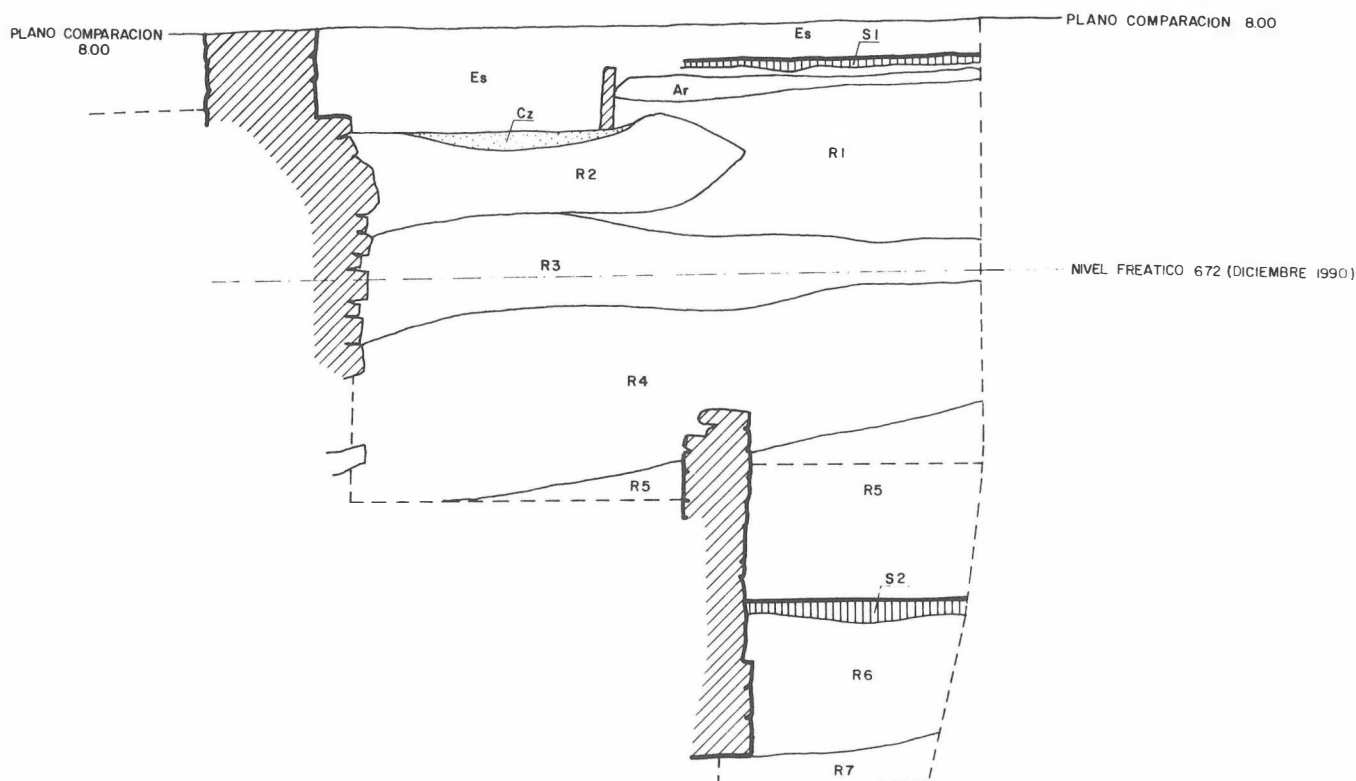 PLANO COMPARACION 8.00
PLANO COMPARACION
8.00
Es
S1
Es
Ar
Cz
R1
R2
R3
NIVEL FREATICO 672 (DICIEMBRE 1990)
R4
R5
R5
S2
R6
R7